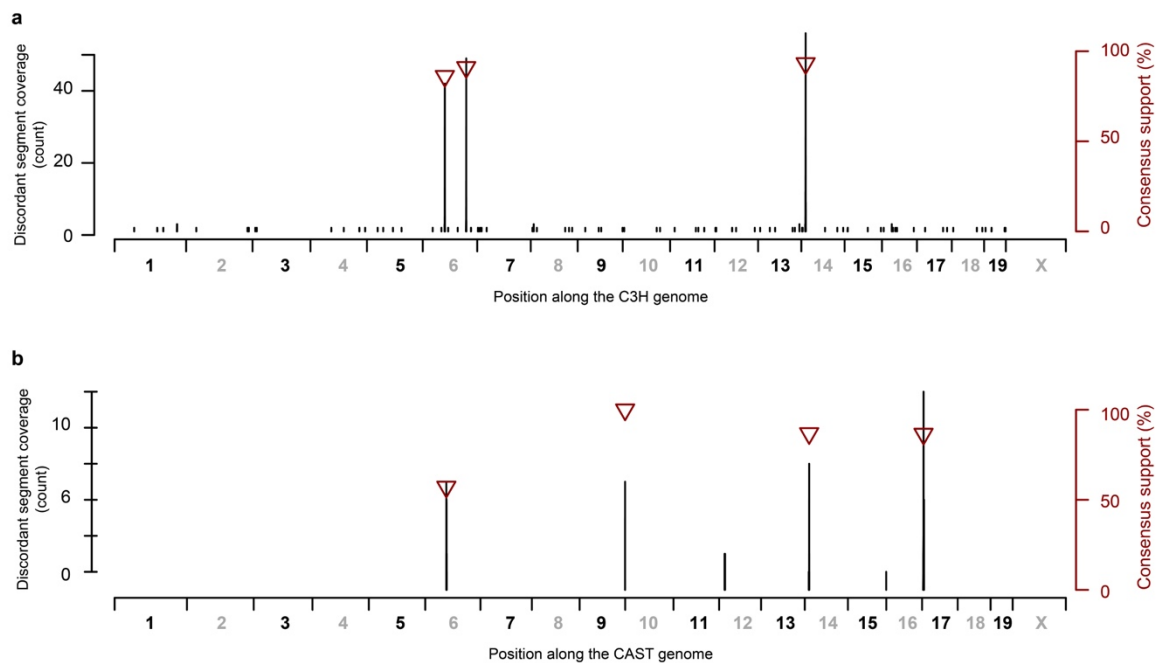 a
Discordant segment coverage
(count)
40
20
0
100
50
0
Consensus support (%)
1 2 3 4 5 6 7 8 9 10 11 12 13 14 15 16 17 18 19 X
Position along the C3H genome
b
Discordant segment coverage
(count)
10
6
0
100
50
0
Consensus support (%)
1 2 3 4 5 6 7 8 9 10 11 12 13 14 15 16 17 18 19 X
Position along the CAST genome